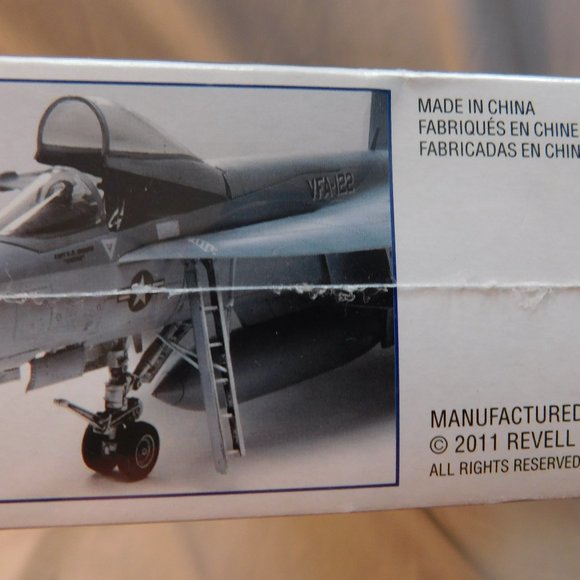 MADE IN CHINA
FABRIQUÉS EN CHINE
FABRICADAS EN CHIN
VFA-122
MANUFACTURED
© 2011 REVELL
ALL RIGHTS RESERVED